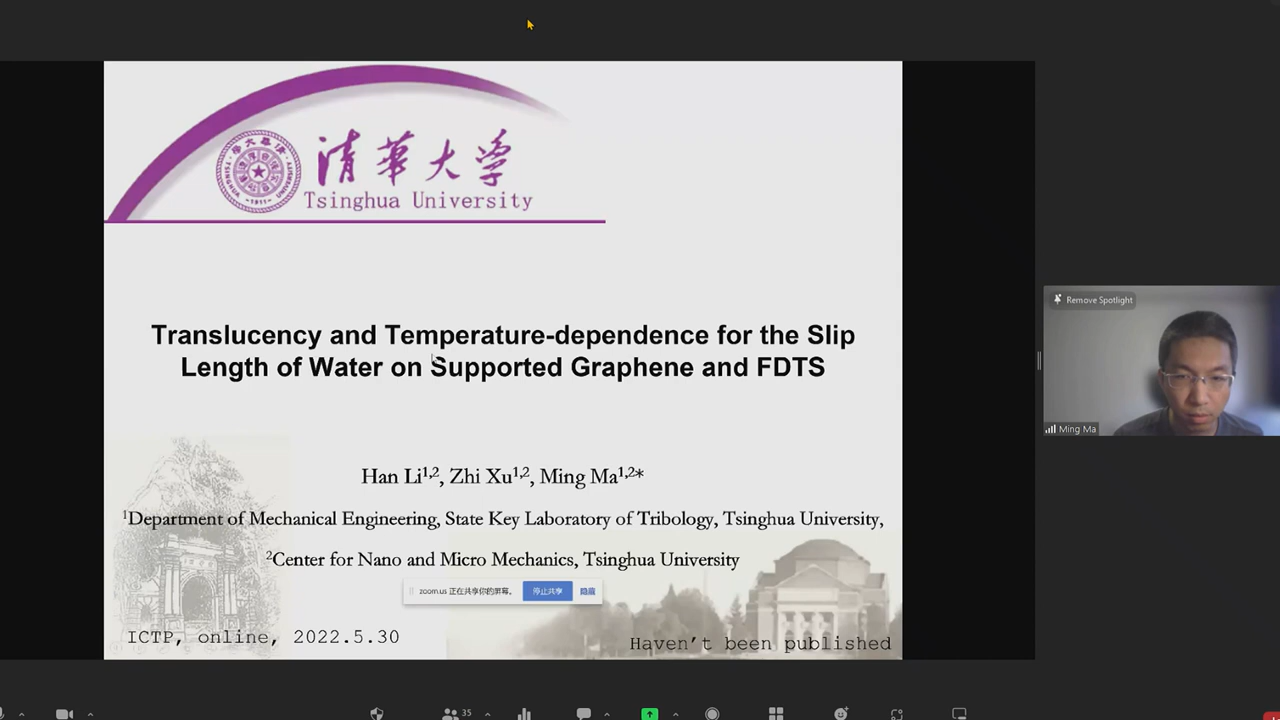 清華大学
Tsinghua University
TSINGHUA UNIVERSITY
-1911-
Translucency and Temperature-dependence for the Slip
Length of Water on Supported Graphene and FDTS
Remove Spotlight
Ming Ma
Han Li1,2, Zhi Xu1,2, Ming Ma1,2*
1Department of Mechanical Engineering, State Key Laboratory of Tribology, Tsinghua University,
2Center for Nano and Micro Mechanics, Tsinghua University
zoom.us 正在共享你的屏幕。 停止共享 隐藏
ICTP, online, 2022.5.30
Haven't been published
35